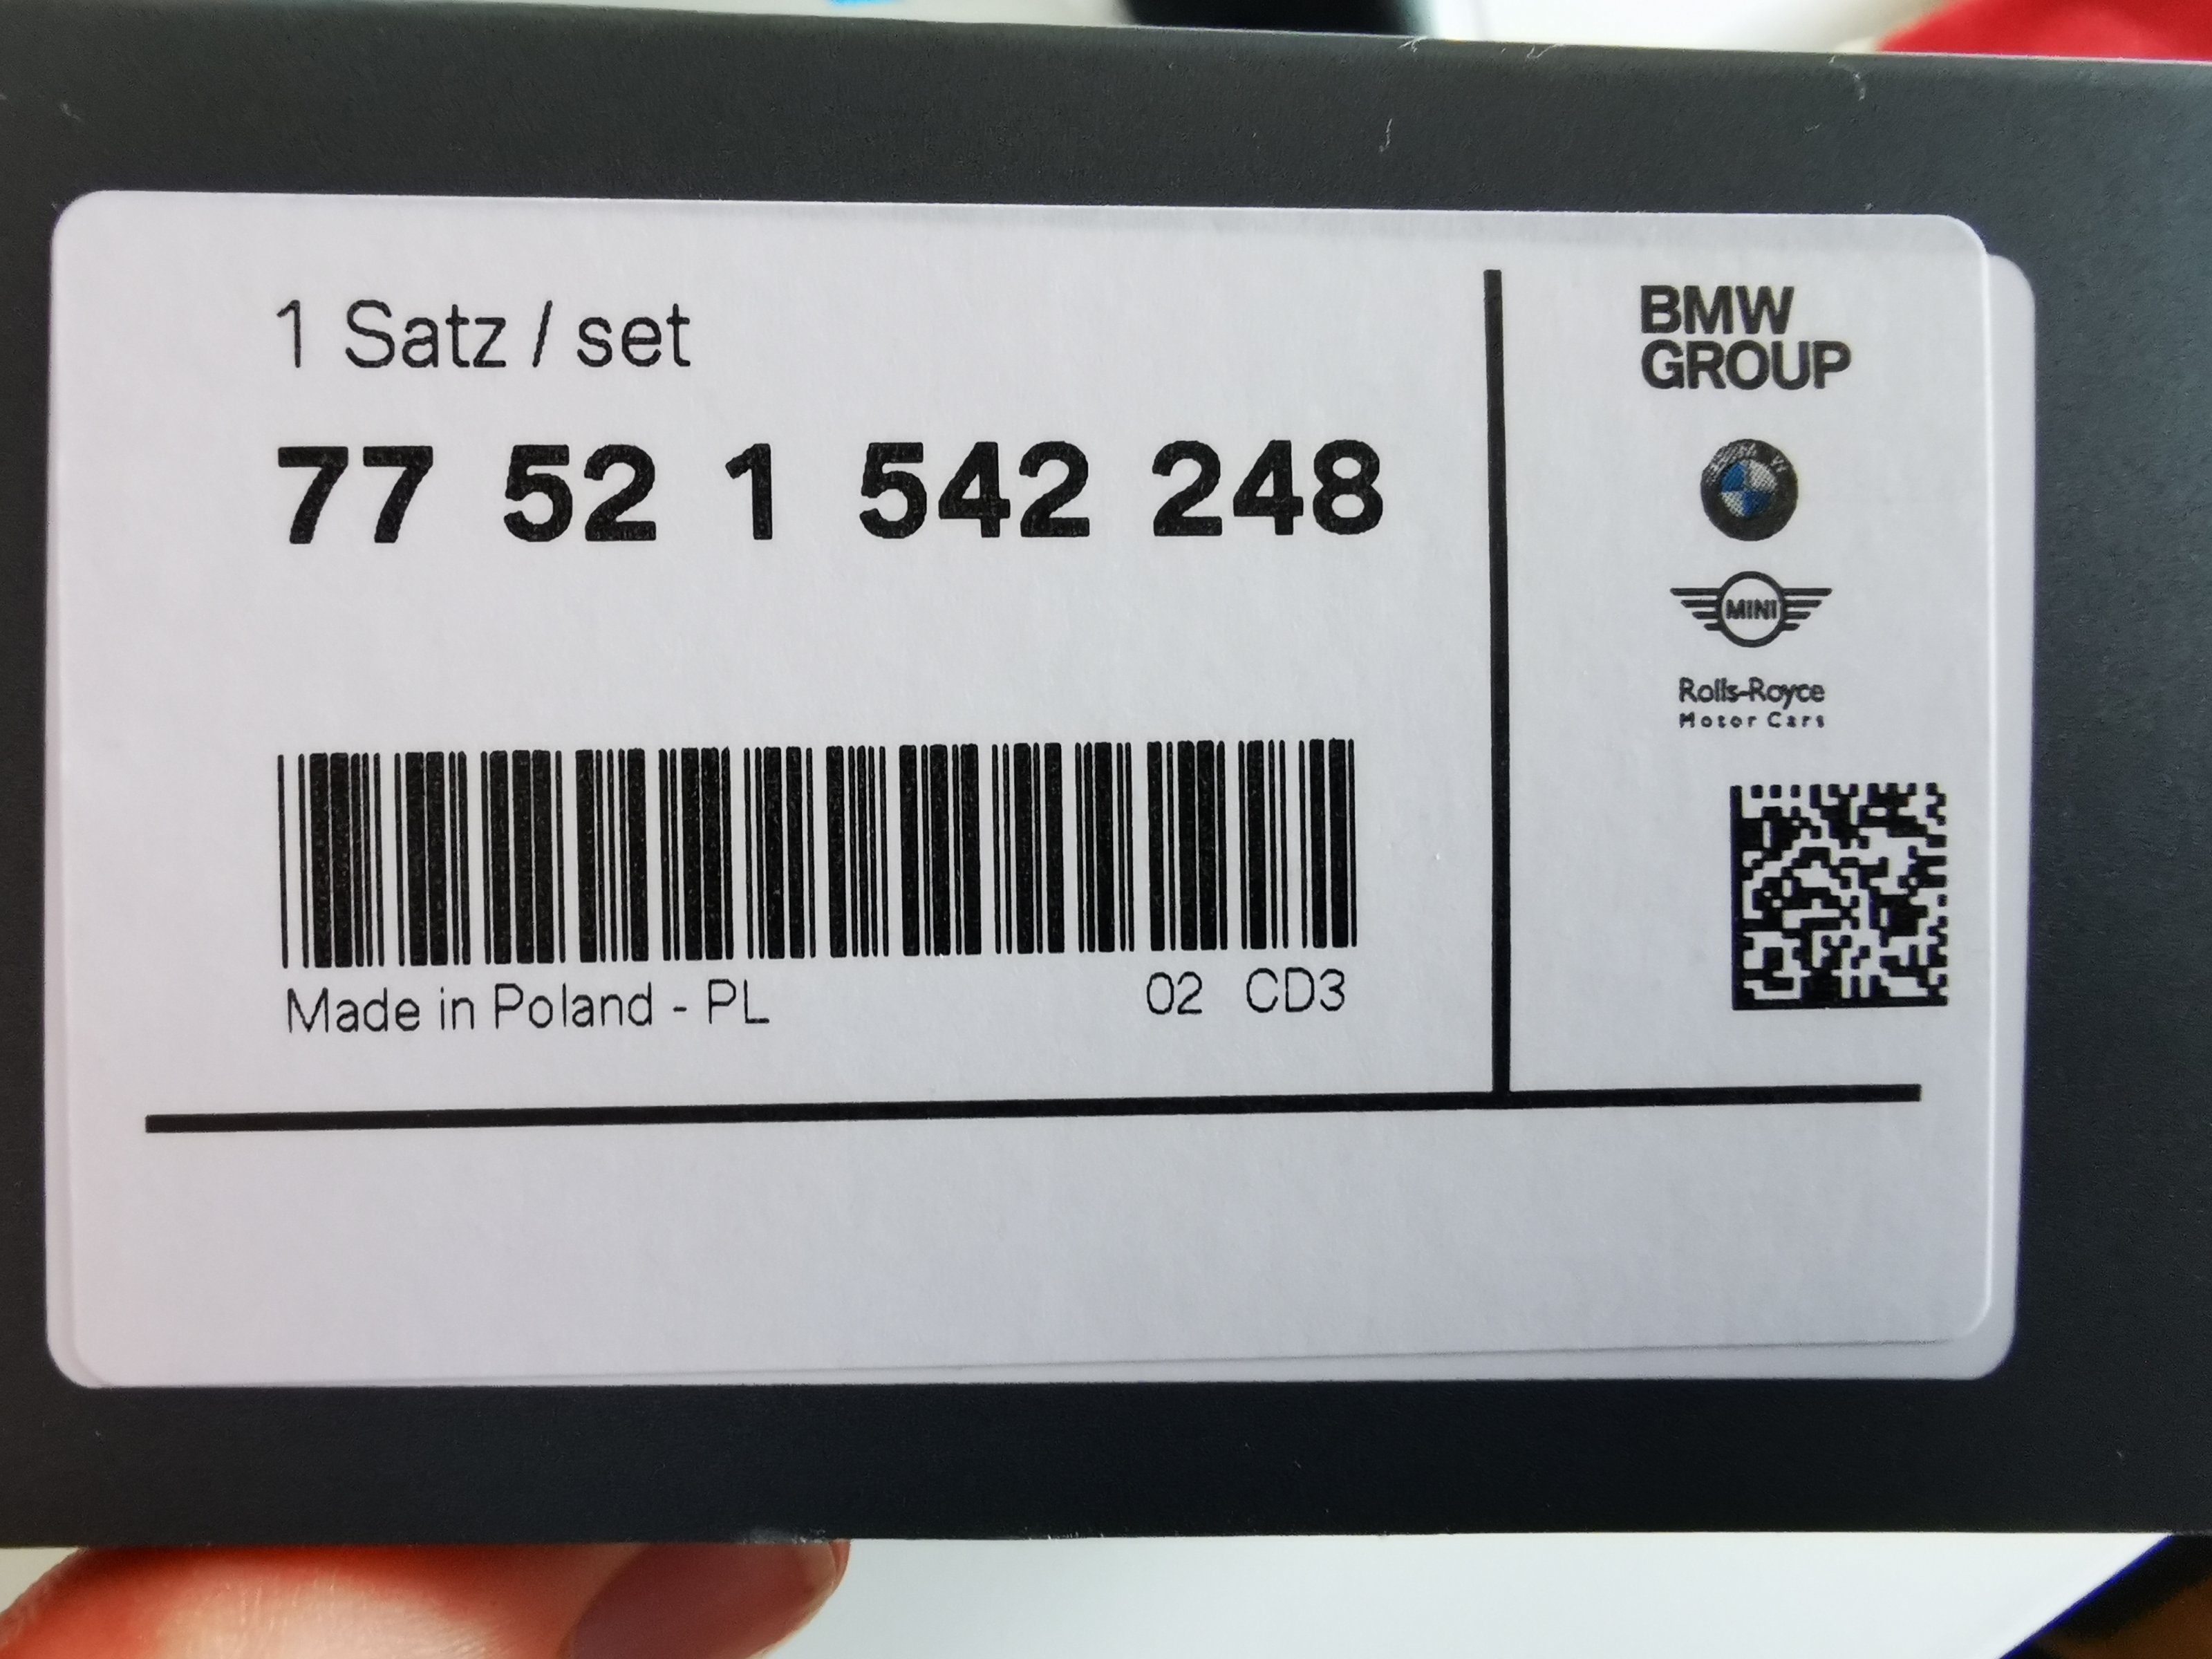 1 Satz / set
77 52 1 542 248
Made in Poland - PL
02 CD3
BMW
GROUP
MINI
Rolls-Royce
Motor Cars